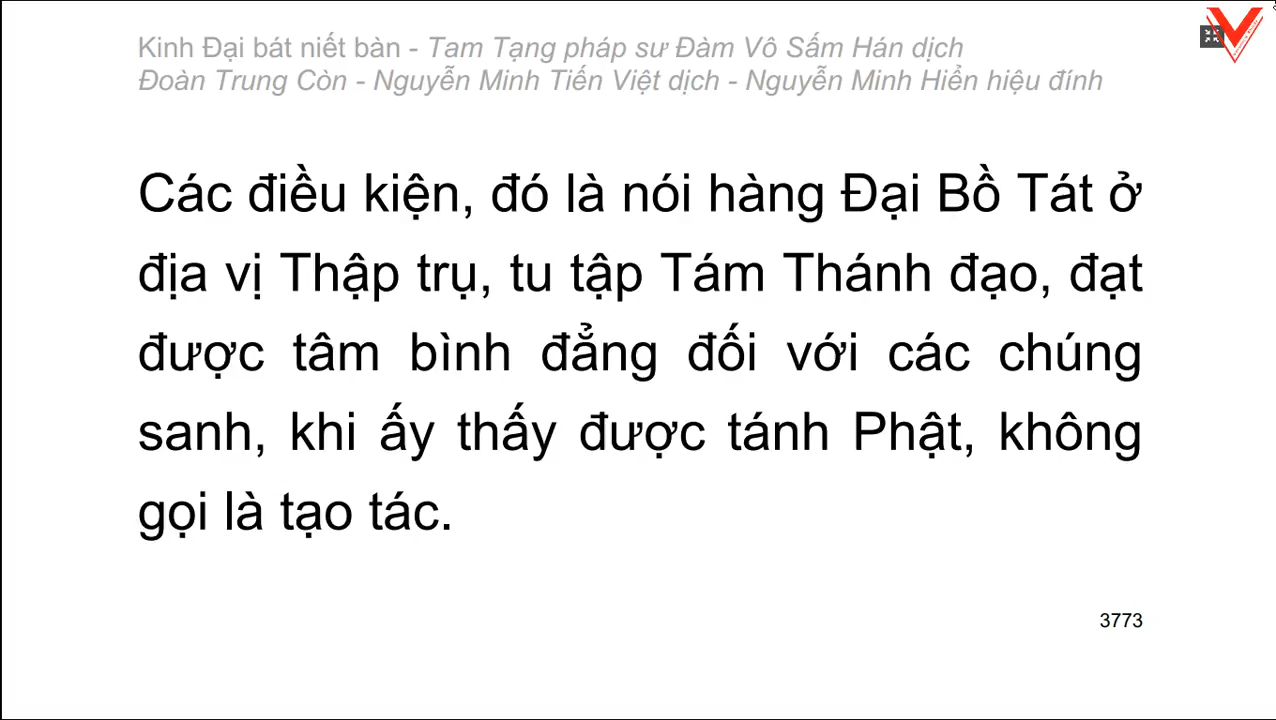 Kinh Đại bát niết bàn - Tam Tạng pháp sư Đàm Vô Sấm Hán dịch
Đoàn Trung Còn - Nguyễn Minh Tiến Việt dịch - Nguyễn Minh Hiển hiệu đính
Các điều kiện, đó là nói hàng Đại Bồ Tát ở
địa vị Thập trụ, tu tập Tám Thánh đạo, đạt
được tâm bình đẳng đối với các chúng
sanh, khi ấy thấy được tánh Phật, không
gọi là tạo tác.
3773